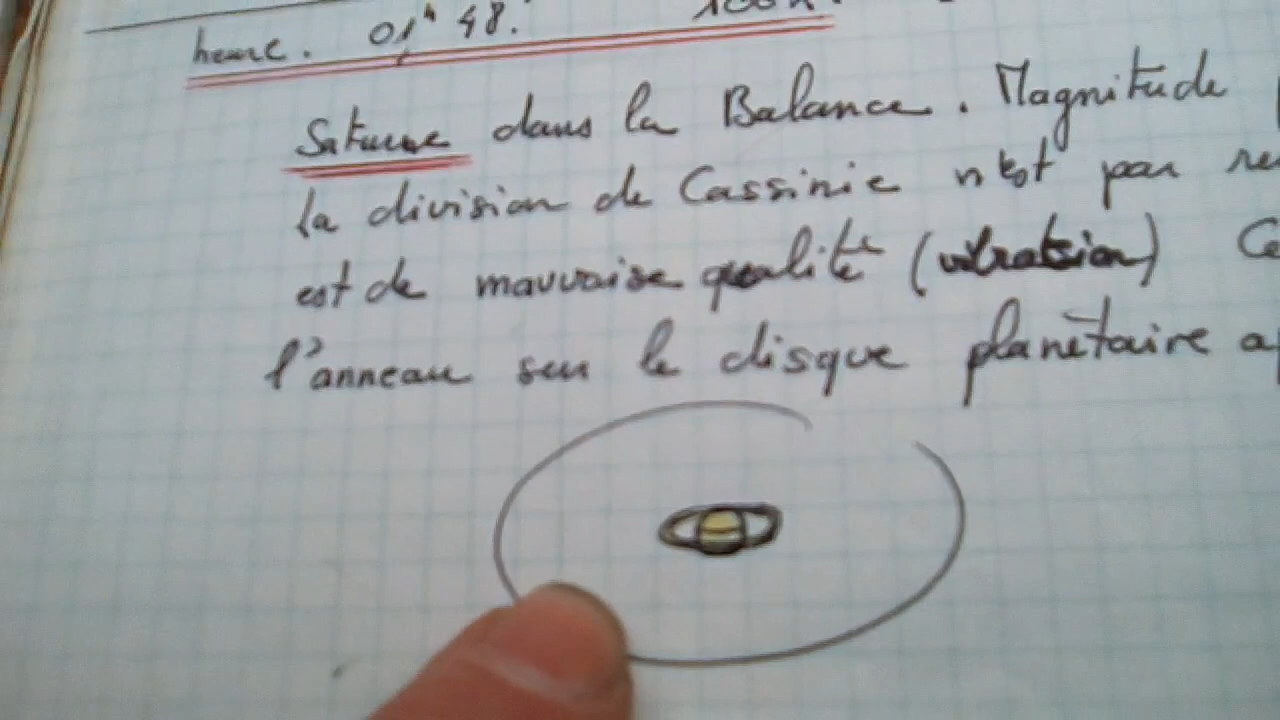 heure. 01h 48.
Saturne dans la Balance. Magnitude
la division de Cassinie n'est pas
est de mauvaise qualité (vibration)
l'anneau sur le disque planétaire